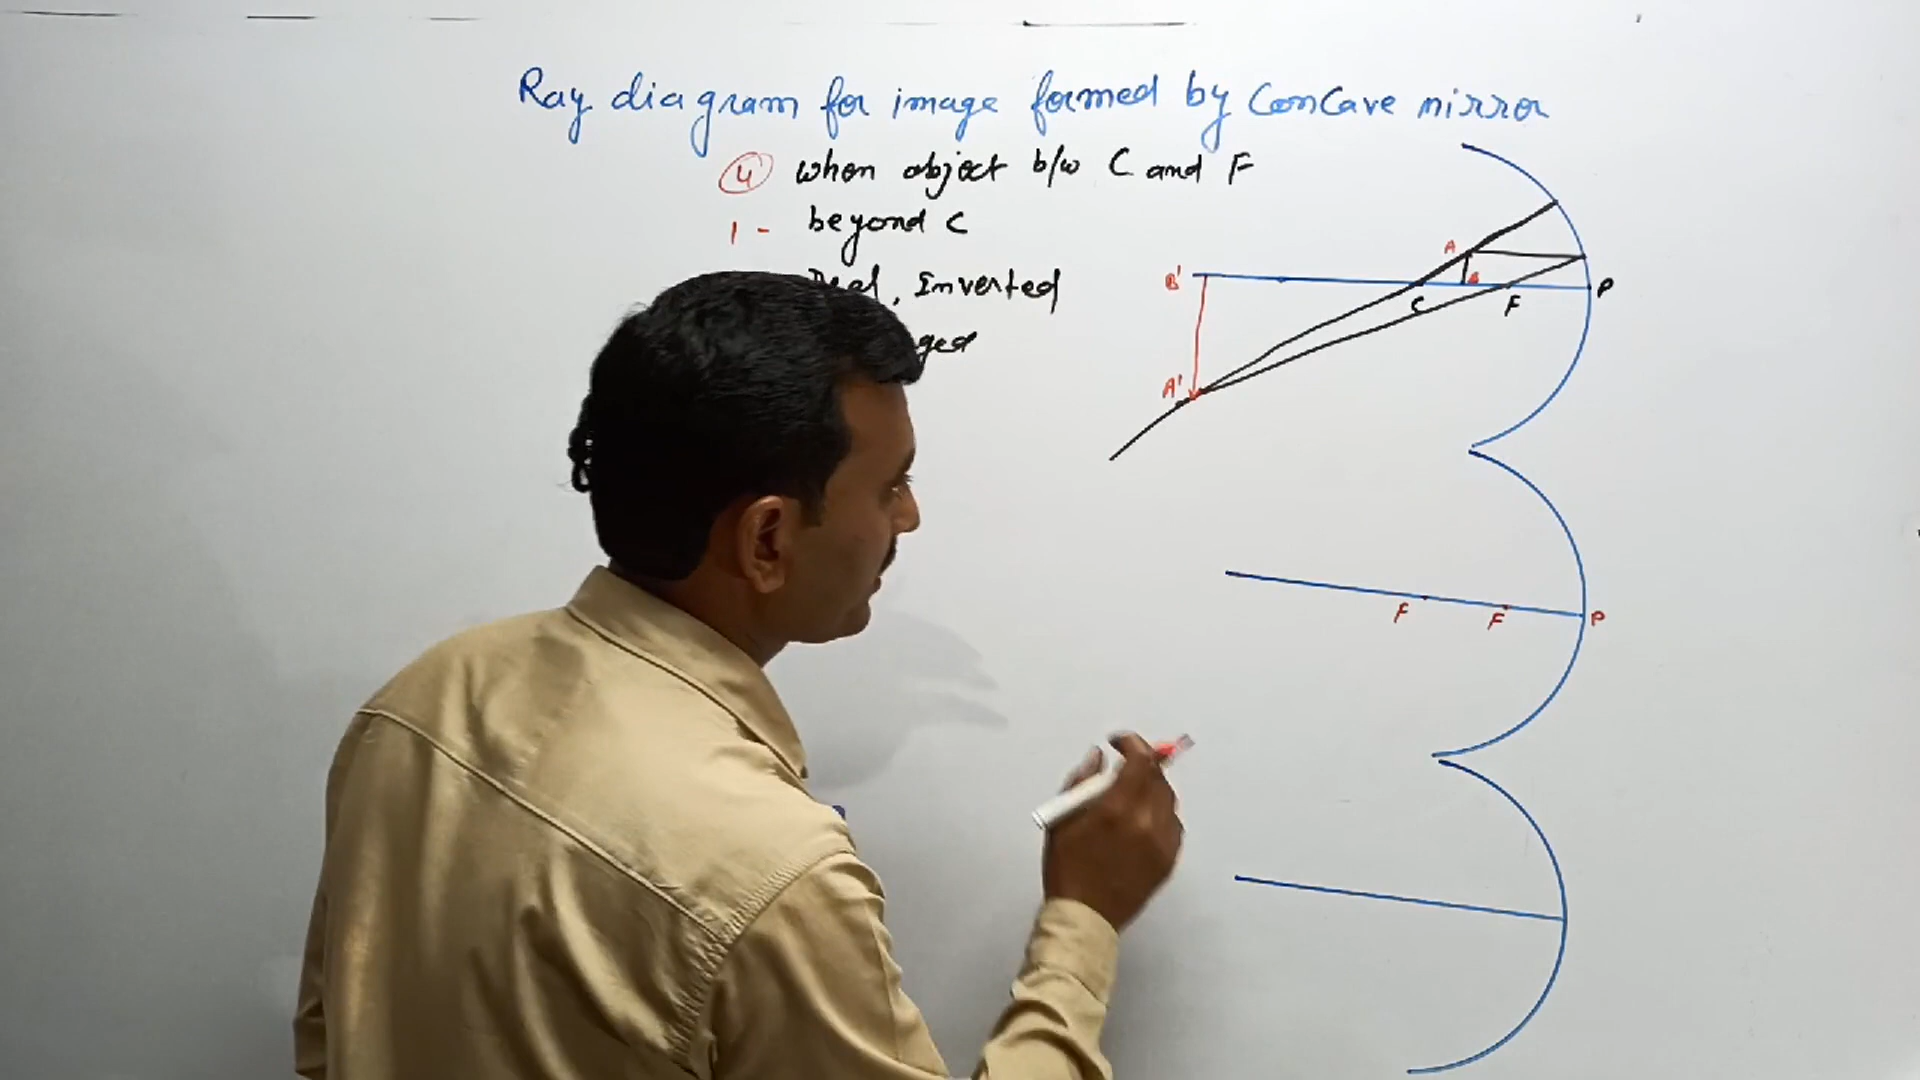 Ray diagram for image formed by Concave mirror
4 when object b/w C and F
1 - beyond C
, Inverted
A
B' B P
C F
A'
F F P